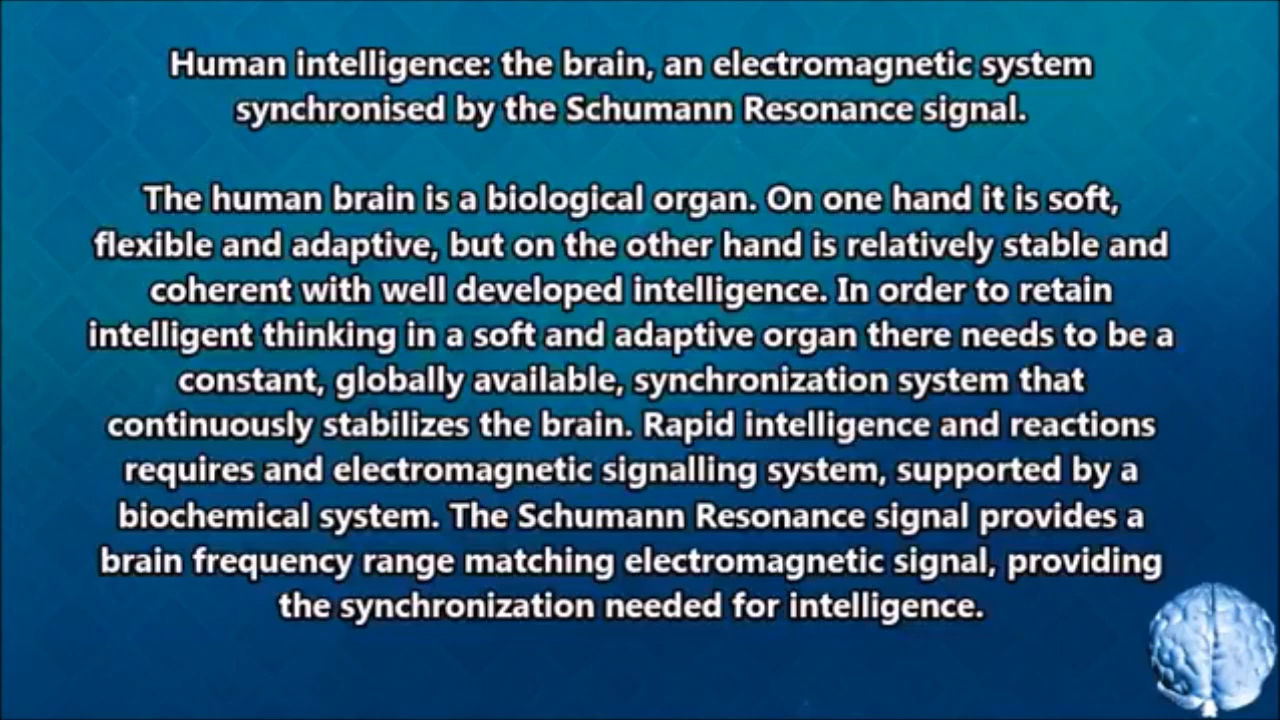 Human intelligence: the brain, an electromagnetic system
synchronised by the Schumann Resonance signal.
The human brain is a biological organ. On one hand it is soft,
flexible and adaptive, but on the other hand is relatively stable and
coherent with well developed intelligence. In order to retain
intelligent thinking in a soft and adaptive organ there needs to be a
constant, globally available, synchronization system that
continuously stabilizes the brain. Rapid intelligence and reactions
requires and electromagnetic signalling system, supported by a
biochemical system. The Schumann Resonance signal provides a
brain frequency range matching electromagnetic signal, providing
the synchronization needed for intelligence.